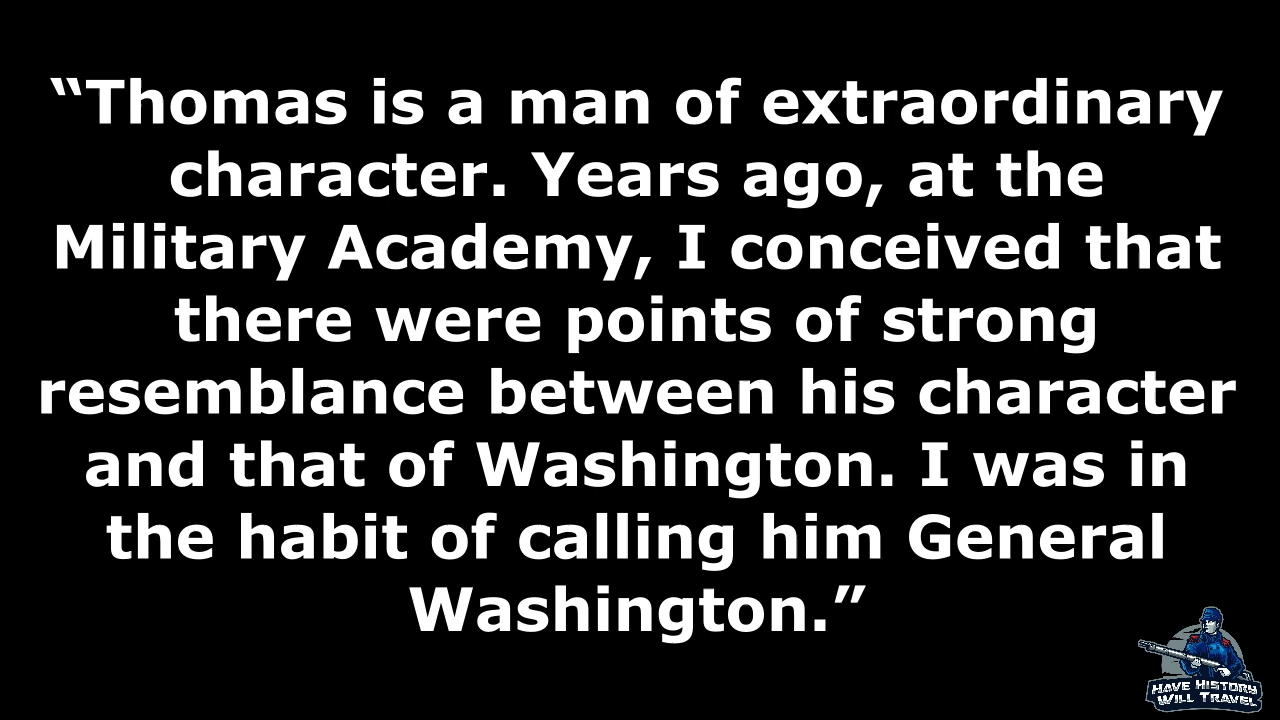 “Thomas is a man of extraordinary
character. Years ago, at the
Military Academy, I conceived that
there were points of strong
resemblance between his character
and that of Washington. I was in
the habit of calling him General
Washington.”
HAVE HISTORY
WILL TRAVEL